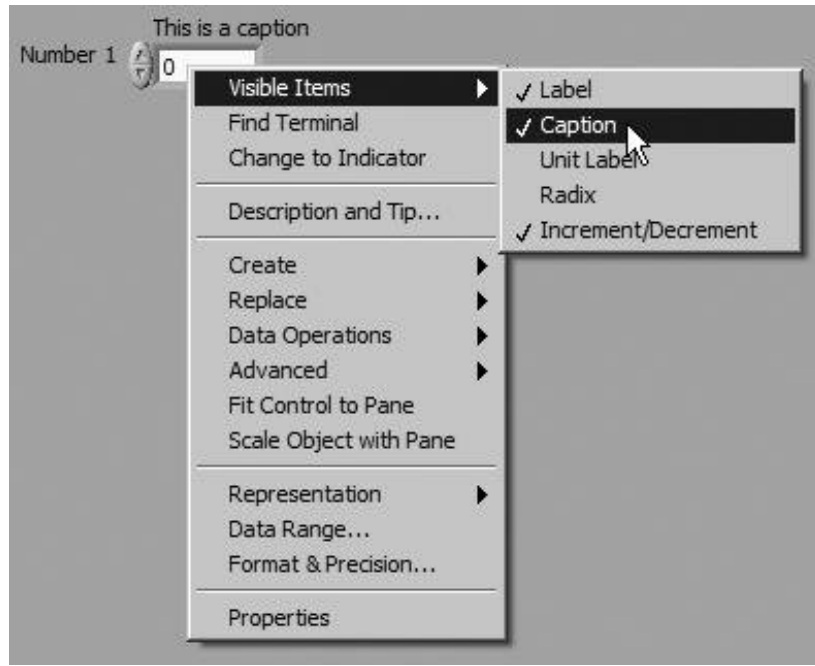 This is a caption
Number 1
0
Visible Items
Find Terminal
Change to Indicator
Description and Tip...
Create
Replace
Data Operations
Advanced
Fit Control to Pane
Scale Object with Pane
Representation
Data Range...
Format & Precision...
Properties
Label
Caption
Unit Label
Radix
Increment/Decrement